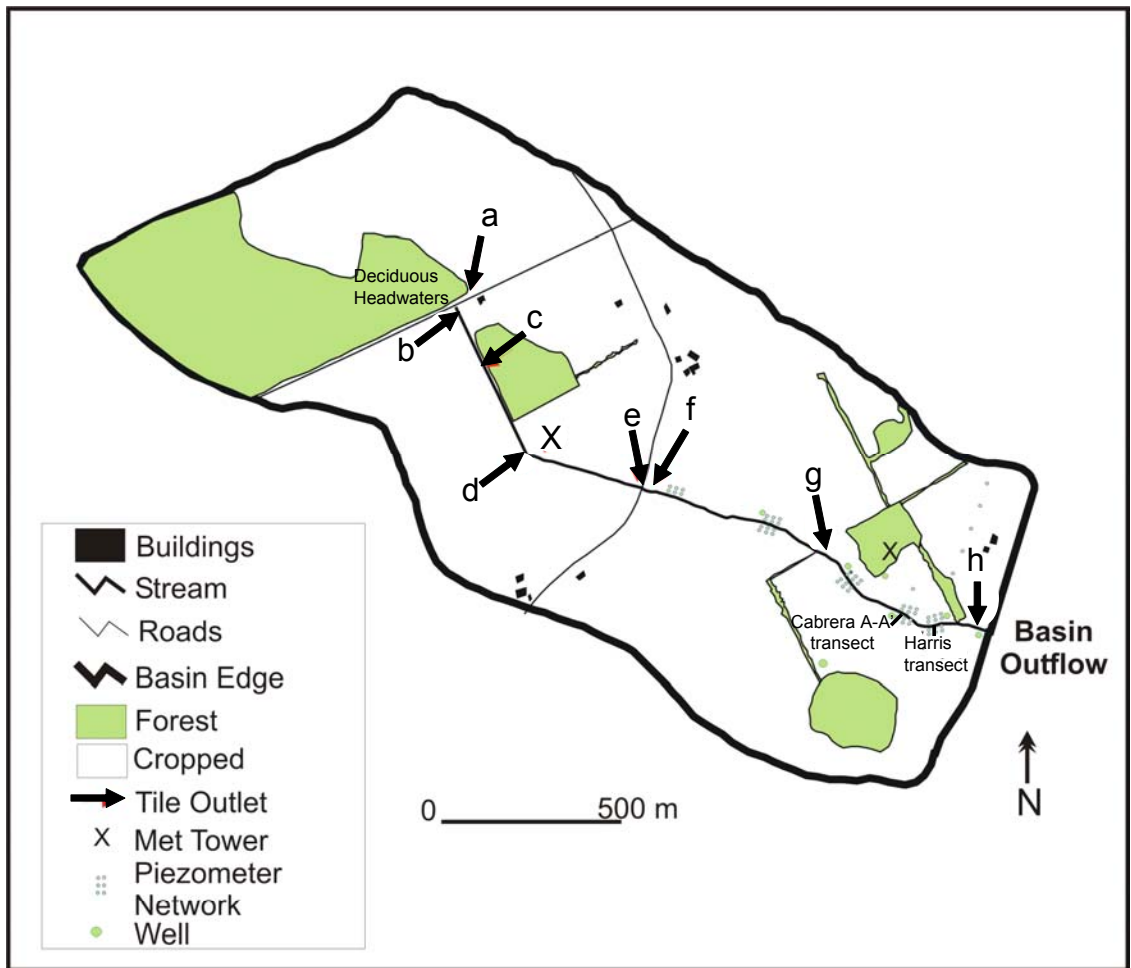 a
Deciduous
Headwaters
b
c
X
e
f
d
g
X
h
Cabrera A-A'
transect
Harris
transect
Basin
Outflow
Buildings
Stream
Roads
Basin Edge
Forest
Cropped
Tile Outlet
X Met Tower
Piezometer
Network
Well
0 500 m
N